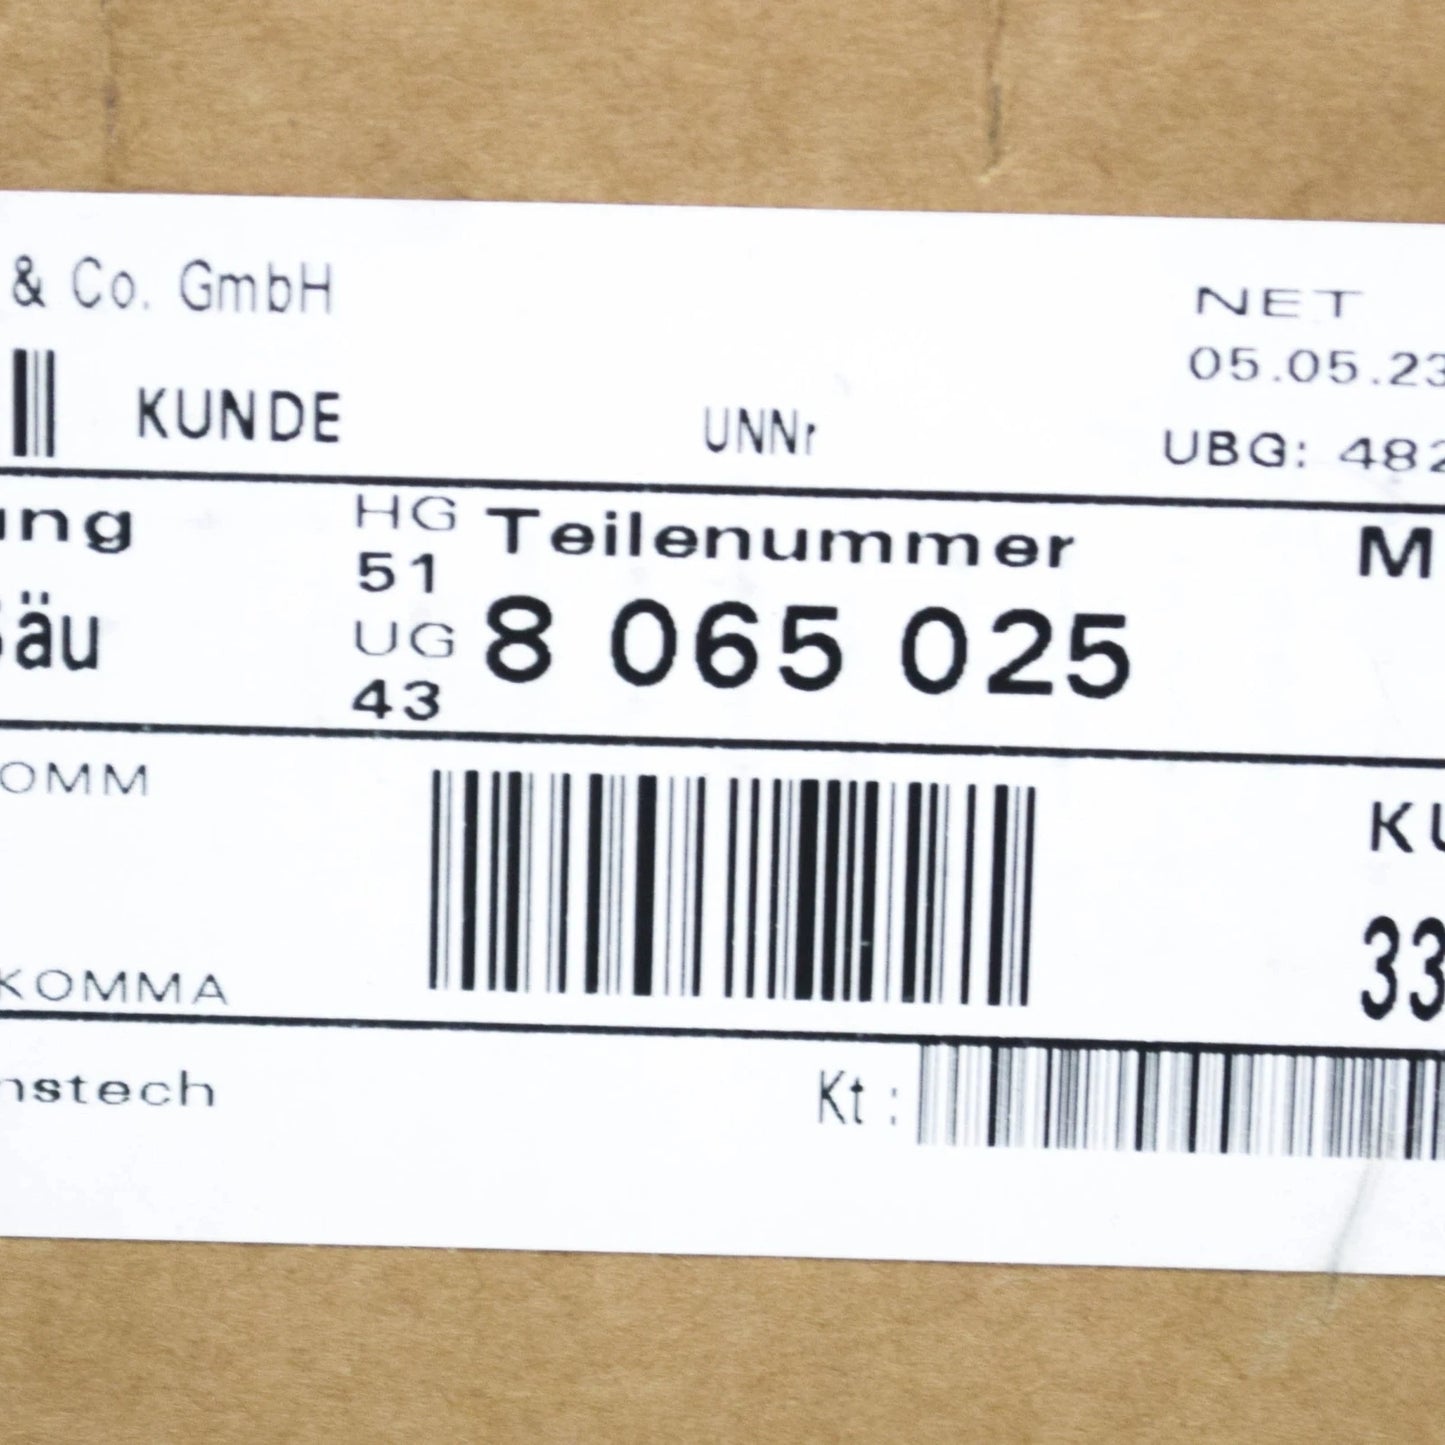 & Co. GmbH
NET
05.05.23
KUNDE
UNNr
UBG: 482
ung
HG
Teilenummer
M
51
8 065 025
Säu
UG
43
OMM
KU
33
KOMMA
nstech
Kt :